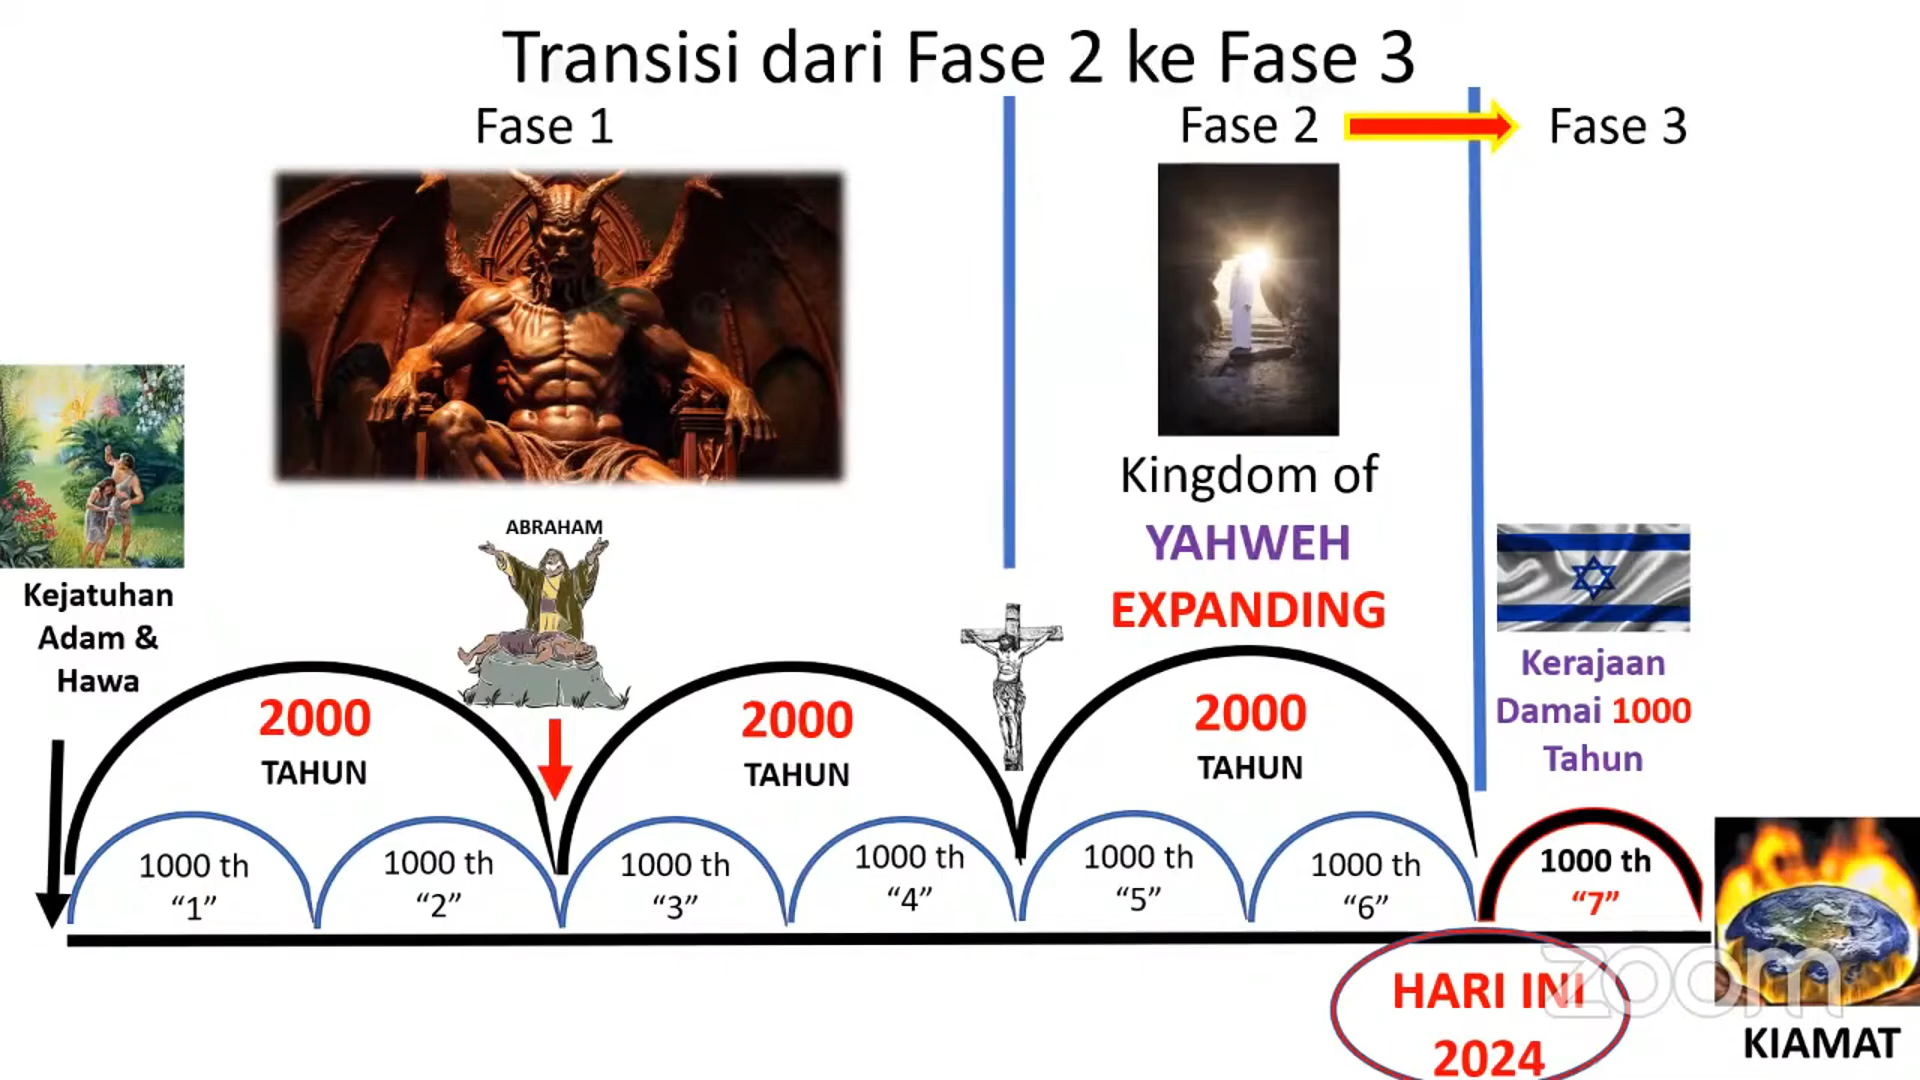 Transisi dari Fase 2 ke Fase 3
Fase 1
Fase 2
Fase 3
Kingdom of
YAHWEH
EXPANDING
ABRAHAM
Kejatuhan
Adam &
Hawa
Kerajaan
Damai 1000
Tahun
2000
TAHUN
2000
TAHUN
2000
TAHUN
1000 th
“1”
1000 th
“2”
1000 th
“3”
1000 th
“4”
1000 th
“5”
1000 th
“6”
1000 th
“7”
HARI INI
2024
zoom
KIAMAT